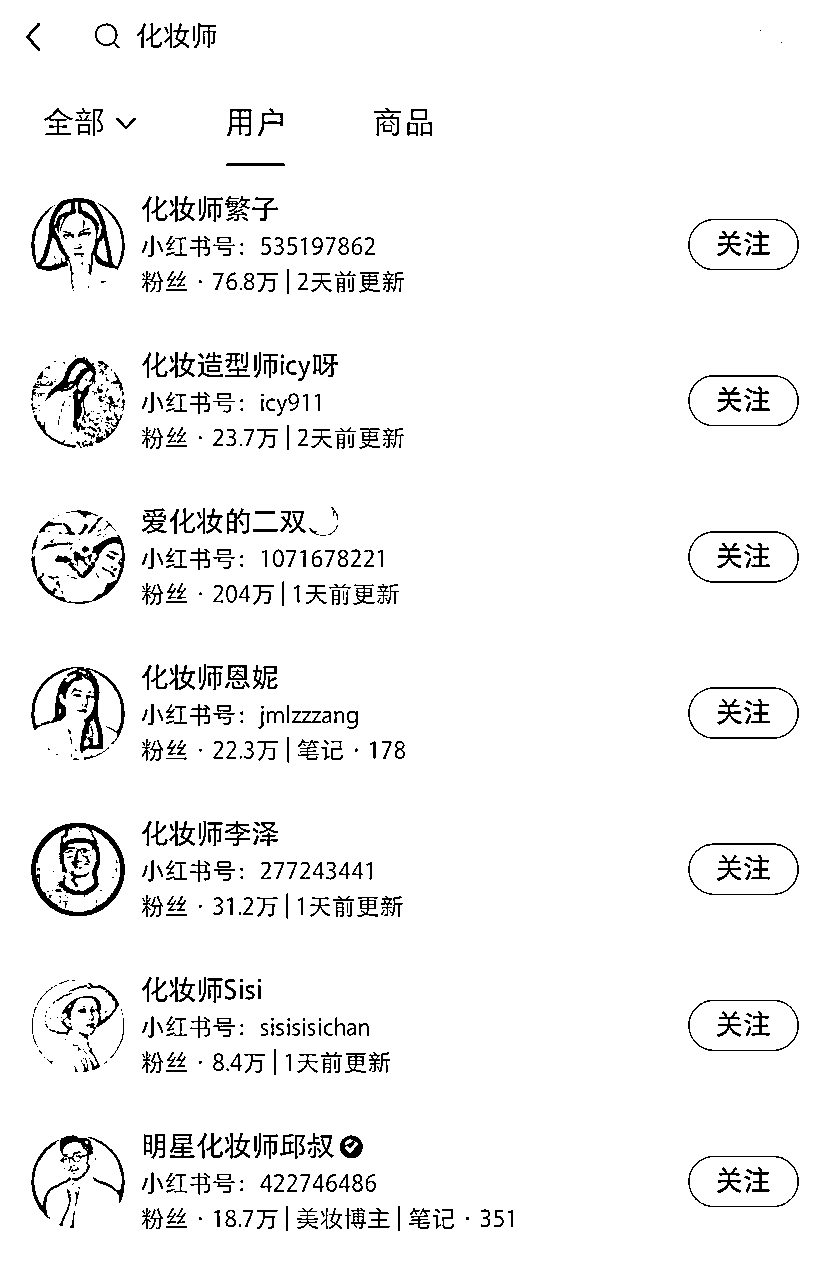 化妆师
全部 用户 商品
化妆师繁子
小红书号：535197862
粉丝 · 76.8万 | 2天前更新
关注
化妆造型师icy呀
小红书号：icy911
粉丝 · 23.7万 | 2天前更新
关注
爱化妆的二双
小红书号：1071678221
粉丝 · 204万 | 1天前更新
关注
化妆师恩妮
小红书号：jmlzzzang
粉丝 · 22.3万 | 笔记 · 178
关注
化妆师李泽
小红书号：277243441
粉丝 · 31.2万 | 1天前更新
关注
化妆师Sisi
小红书号：sisisisichan
粉丝 · 8.4万 | 1天前更新
关注
明星化妆师邱叔
小红书号：422746486
粉丝 · 18.7万 | 美妆博主 | 笔记 · 351
关注